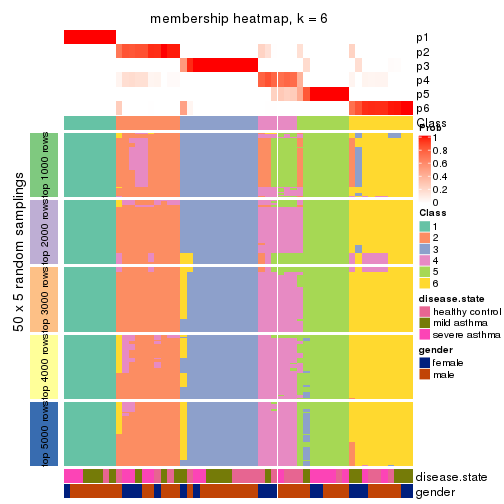 membership heatmap, k = 6
p1
p2
p3
p4
p5
p6
Class
Prob
1
0.8
0.6
0.4
0.2
0
Class
1
2
3
4
5
6
disease.state
healthy control
mild asthma
severe asthma
gender
female
male
50 x 5 random samplings
top 1000 rows
top 2000 rows
top 3000 rows
top 4000 rows
top 5000 rows
disease.state
gender